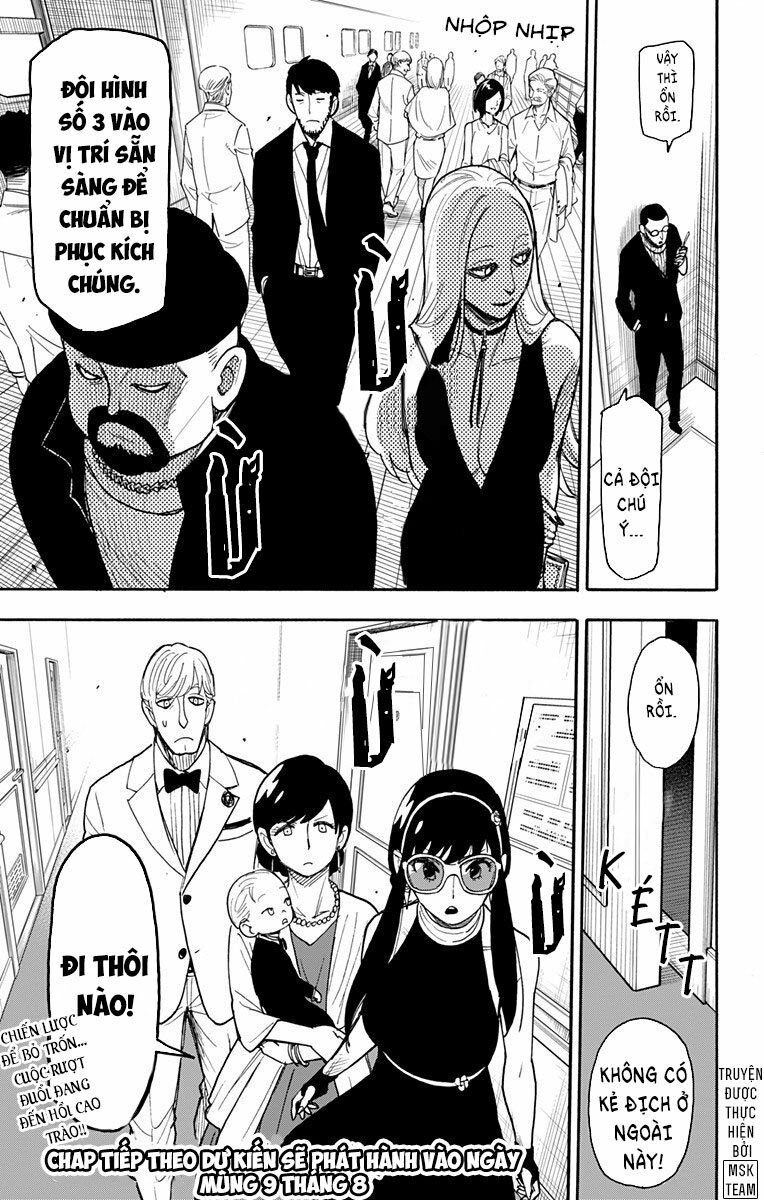 VẬY
THÌ
ỔN
RỒI.
CẢ ĐỘI
CHÚ
Ý...
NHỘP NHỊP
ĐỘI HÌNH
SỐ 3 VÀO
VỊ TRÍ SẴN
SÀNG ĐỂ
CHUẨN BỊ
PHỤC KÍCH
CHÚNG.
Ù
Ù
ỔN
RỒI.
KÉTT
KHÔNG CÓ
KẺ ĐỊCH Ở
NGOÀI
NÀY!
Ù
Ù
ĐI THÔI
NÀO!
CHIẾN LƯỢC
ĐỂ BỎ TRỐN...
CUỘC RƯỢT
ĐUỔI ĐANG
ĐẾN HỒI CAO
TRÀO!!
CHAP TIẾP THEO DỰ KIẾN SẼ PHÁT HÀNH VÀO NGÀY
MÙNG 9 THÁNG 8
TRUYỆN
ĐƯỢC
THỰC
HIỆN
BỞI
MSK
TEAM